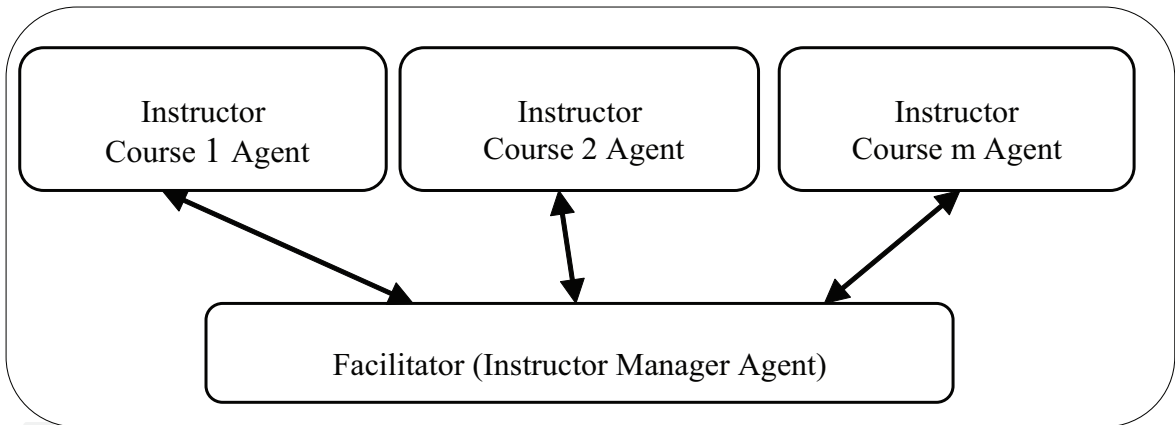 Instructor
Course 1 Agent
Instructor
Course 2 Agent
Instructor
Course m Agent
Facilitator (Instructor Manager Agent)